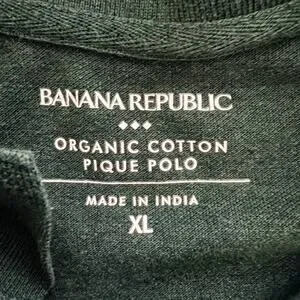 BANANA REPUBLIC
ORGANIC COTTON
PIQUE POLO
MADE IN INDIA
XL